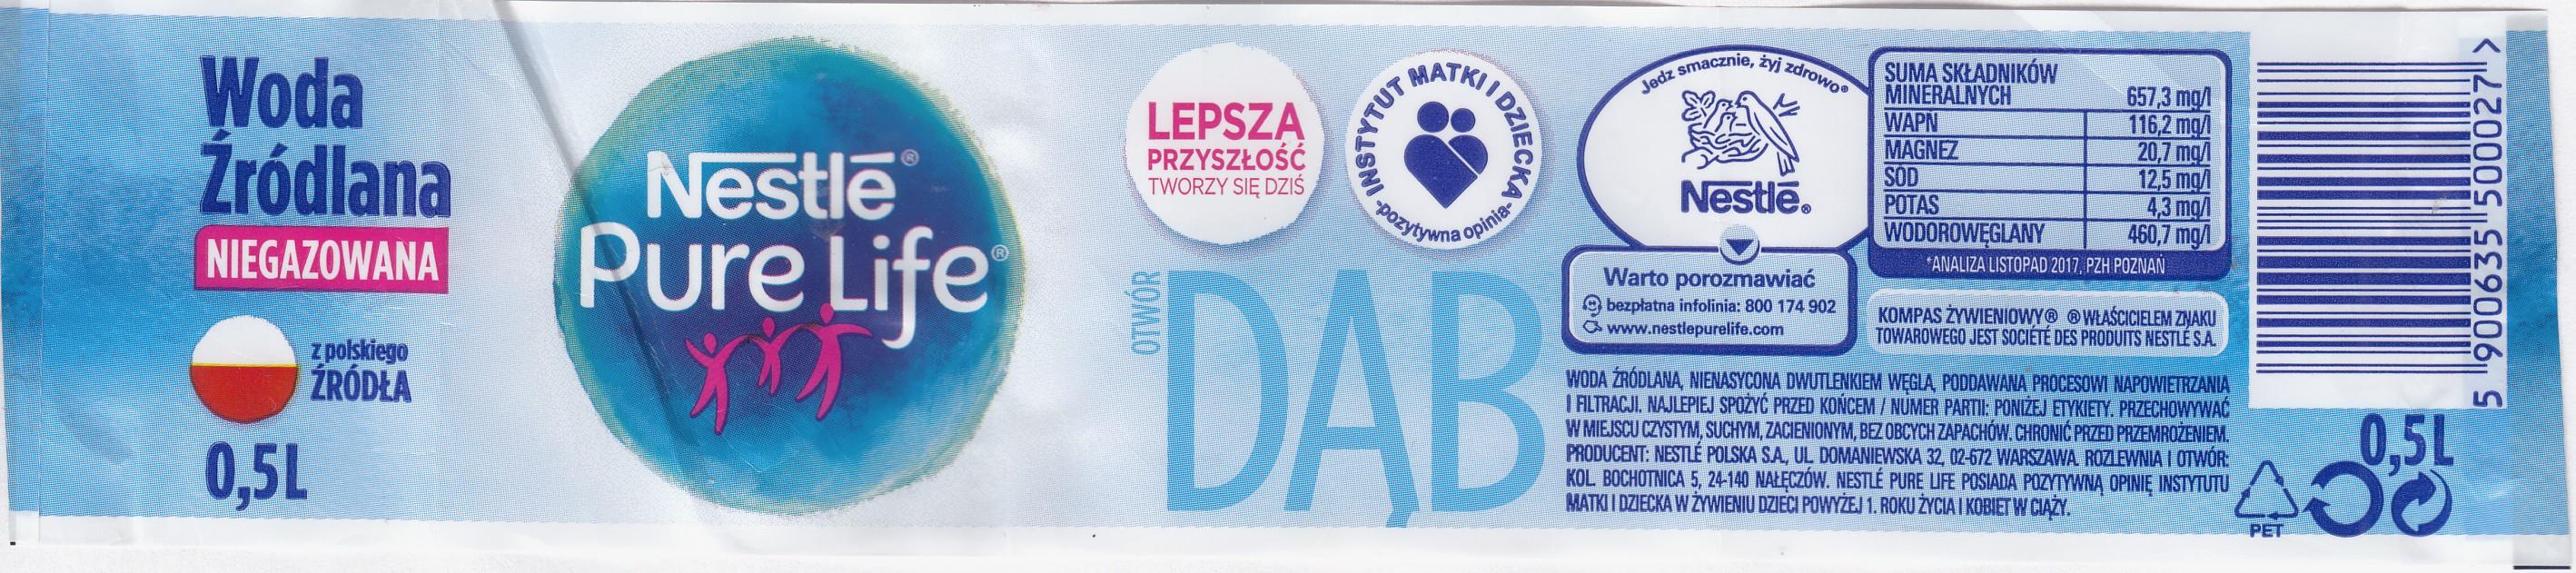 Woda
Źródlana
NIEGAZOWANA
z polskiego
ŹRÓDŁA
0,5L
Nestlé®
Pure Life®
LEPSZA
PRZYSZŁOŚĆ
TWORZY SIĘ DZIŚ
INSTYTUT MATKI I DZIECKA
-pozytywna opinia-
OTWÓR
DĄB
Jedz smacznie, żyj zdrowo®
Nestlé®
Warto porozmawiać
bezpłatna infolinia: 800 174 902
www.nestlepurelife.com
SUMA SKŁADNIKÓW
MINERALNYCH 657,3 mg/l
WAPŃ 116,2 mg/l
MAGNEZ 20,7 mg/l
SÓD 12,5 mg/l
POTAS 4,3 mg/l
WODOROWĘGLANY 460,7 mg/l
*ANALIZA LISTOPAD 2017, PZH POZNAŃ
KOMPAS ŻYWIENIOWY® ® WŁAŚCICIELEM ZNAKU
TOWAROWEGO JEST SOCIÉTÉ DES PRODUITS NESTLÉ S.A.
WODA ŹRÓDLANA, NIENASYCONA DWUTLENKIEM WĘGLA, PODDAWANA PROCESOWI NAPOWIETRZANIA
I FILTRACJI. NAJLEPIEJ SPOŻYĆ PRZED KOŃCEM / NUMER PARTII: PONIŻEJ ETYKIETY. PRZECHOWYWAĆ
W MIEJSCU CZYSTYM, SUCHYM, ZACIENIONYM, BEZ OBCYCH ZAPACHÓW. CHRONIĆ PRZED PRZEMROŻENIEM.
PRODUCENT: NESTLÉ POLSKA S.A., UL. DOMANIEWSKA 32, 02-672 WARSZAWA. ROZLEWNIA I OTWÓR:
KOL. BOCHOTNICA 5, 24-140 NAŁĘCZÓW. NESTLÉ PURE LIFE POSIADA POZYTYWNĄ OPINIĘ INSTYTUTU
MATKI I DZIECKA W ŻYWIENIU DZIECI POWYŻEJ 1. ROKU ŻYCIA I KOBIET W CIĄŻY.
5 900635 500027 >
0,5L
PET